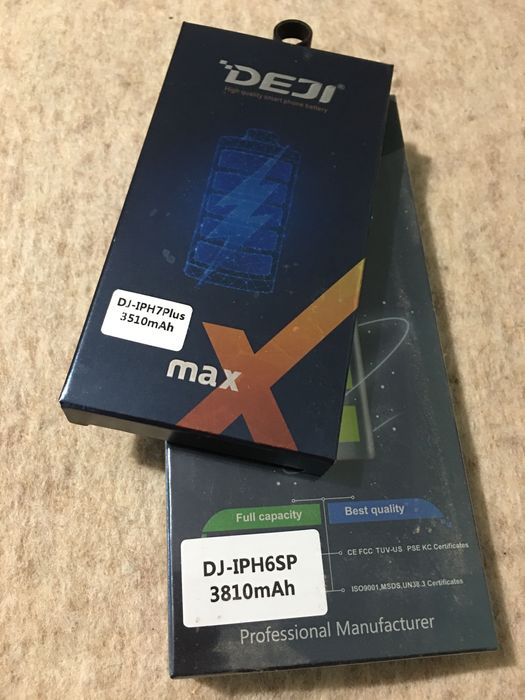 DEJI®
High quality smart phone battery
DJ-IPH7Plus
3510mAh
max X
Full capacity
Best quality
CE FCC TUV-US PSE KC Certificates
ISO9001,MSDS,UN38.3 Certificates
DJ-IPH6SP
3810mAh
Professional Manufacturer